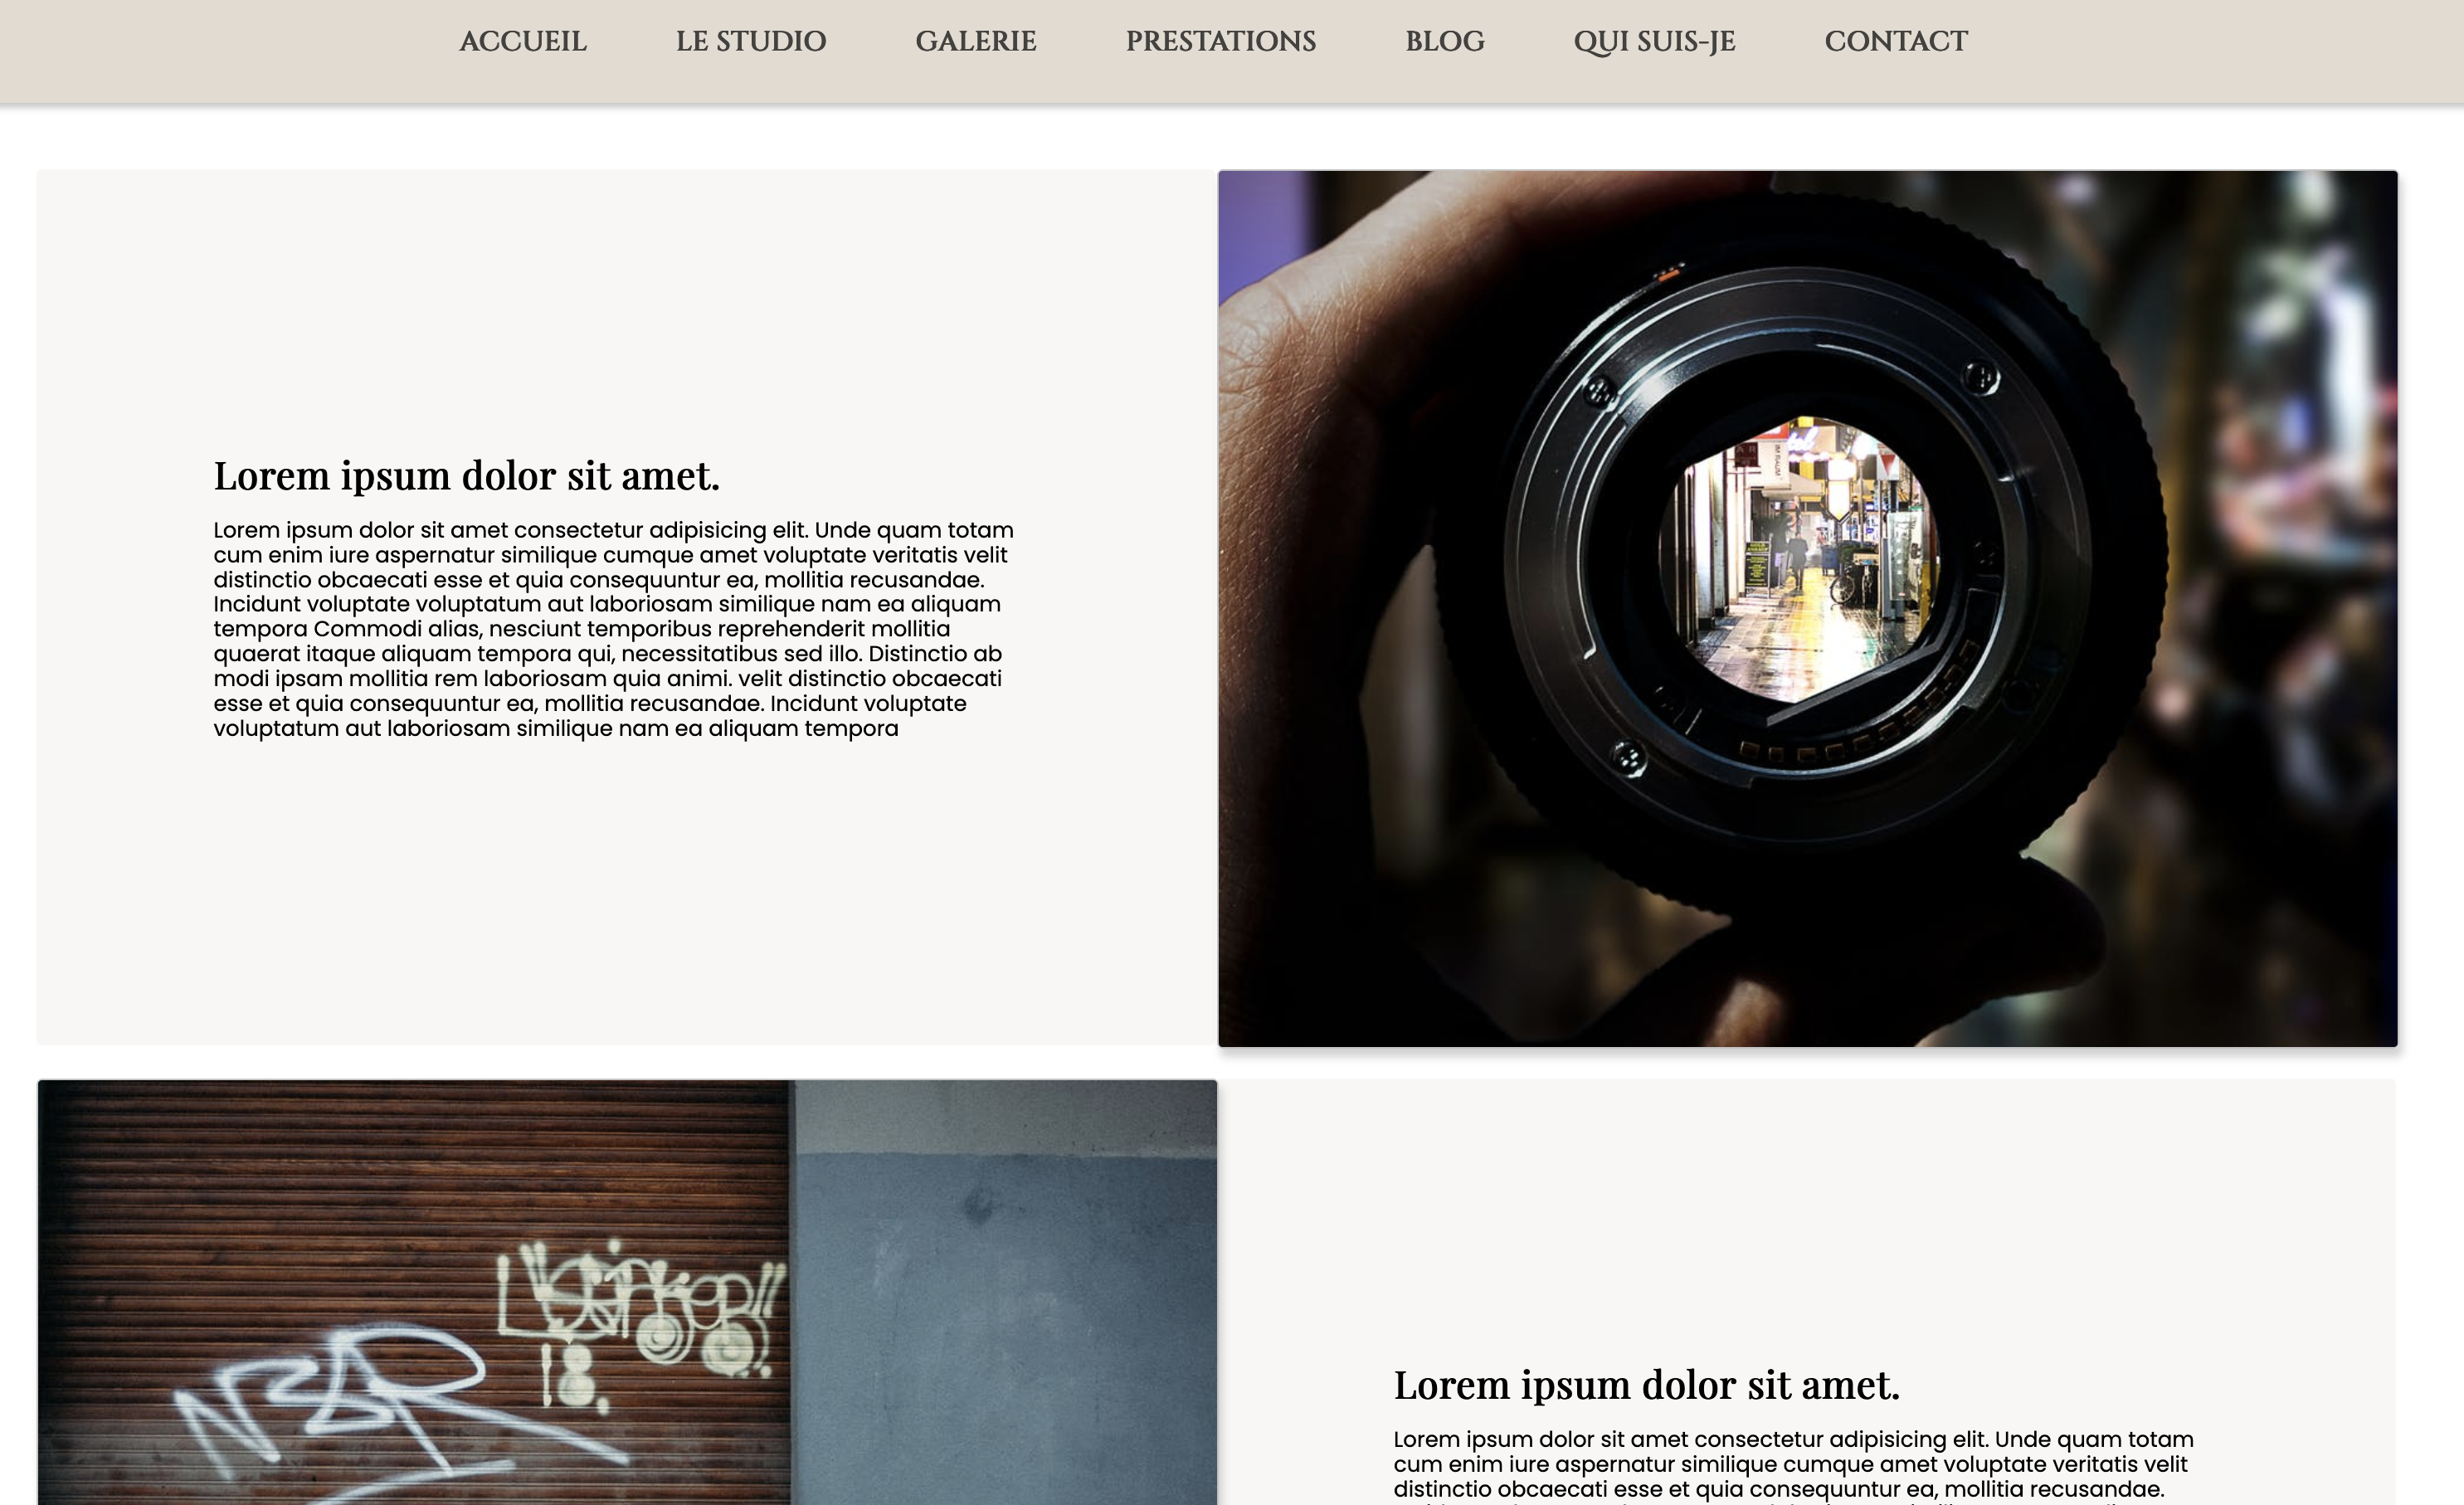 ACCUEIL LE STUDIO GALERIE PRESTATIONS BLOG QUI SUIS-JE CONTACT
Lorem ipsum dolor sit amet.
Lorem ipsum dolor sit amet consectetur adipisicing elit. Unde quam totam
cum enim iure aspernatur similique cumque amet voluptate veritatis velit
distinctio obcaecati esse et quia consequuntur ea, mollitia recusandae.
Incidunt voluptate voluptatum aut laboriosam similique nam ea aliquam
tempora Commodi alias, nesciunt temporibus reprehenderit mollitia
quaerat itaque aliquam tempora qui, necessitatibus sed illo. Distinctio ab
modi ipsam mollitia rem laboriosam quia animi. velit distinctio obcaecati
esse et quia consequuntur ea, mollitia recusandae. Incidunt voluptate
voluptatum aut laboriosam similique nam ea aliquam tempora
18.
Lorem ipsum dolor sit amet.
Lorem ipsum dolor sit amet consectetur adipisicing elit. Unde quam totam
cum enim iure aspernatur similique cumque amet voluptate veritatis velit
distinctio obcaecati esse et quia consequuntur ea, mollitia recusandae.